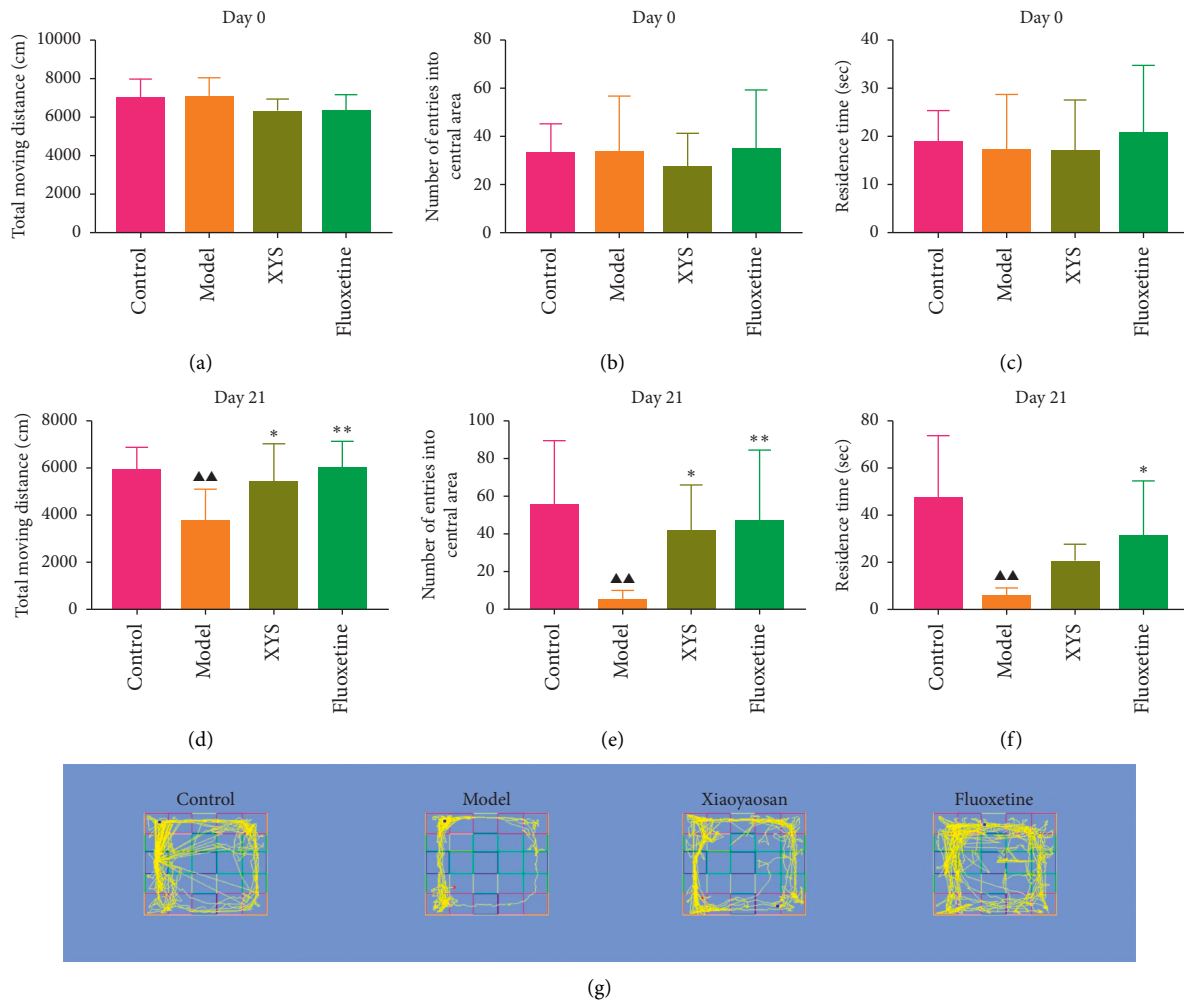 Day 0
Total moving distance (cm)
10000
8000
6000
4000
2000
0
Control
Model
XYS
Fluoxetine
(a)
Day 0
Number of entries into
central area
80
60
40
20
0
Control
Model
XYS
Fluoxetine
(b)
Day 0
Residence time (sec)
40
30
20
10
0
Control
Model
XYS
Fluoxetine
(c)
Day 21
Total moving distance (cm)
8000
6000
4000
2000
0
▲▲
*
**
Control
Model
XYS
Fluoxetine
(d)
Day 21
Number of entries into
central area
100
80
60
40
20
0
▲▲
*
**
Control
Model
XYS
Fluoxetine
(e)
Day 21
Residence time (sec)
80
60
40
20
0
▲▲
*
Control
Model
XYS
Fluoxetine
(f)
Control
Model
Xiaoyaosan
Fluoxetine
(g)